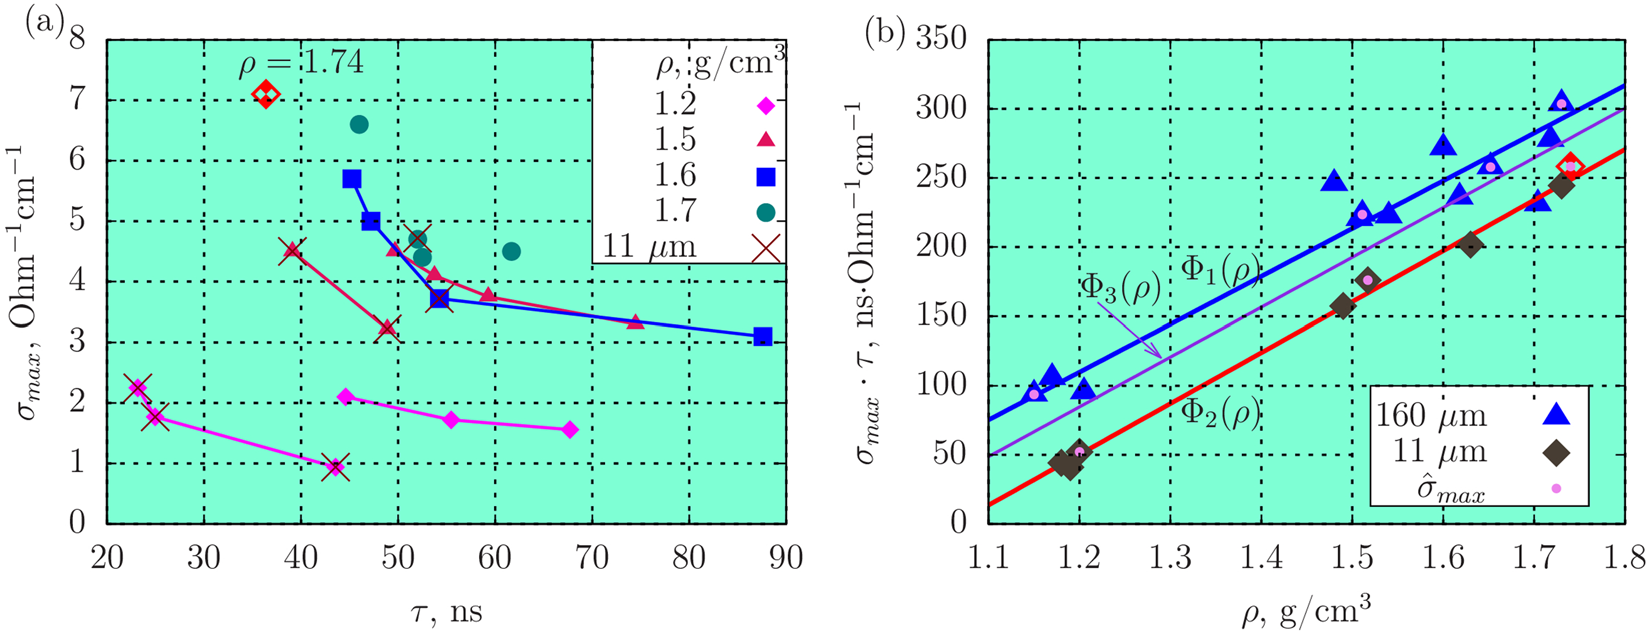 (a)
8
7
6
5
4
3
2
1
0
σmax, Ohm−1cm−1
ρ = 1.74
ρ, g/cm3
1.2
1.5
1.6
1.7
11 μm
20 30 40 50 60 70 80 90
τ, ns
(b)
350
300
250
200
150
100
50
0
σmax · τ, ns·Ohm−1cm−1
Φ3(ρ)
Φ1(ρ)
Φ2(ρ)
160 μm
11 μm
σ̂max
1.1 1.2 1.3 1.4 1.5 1.6 1.7 1.8
ρ, g/cm3